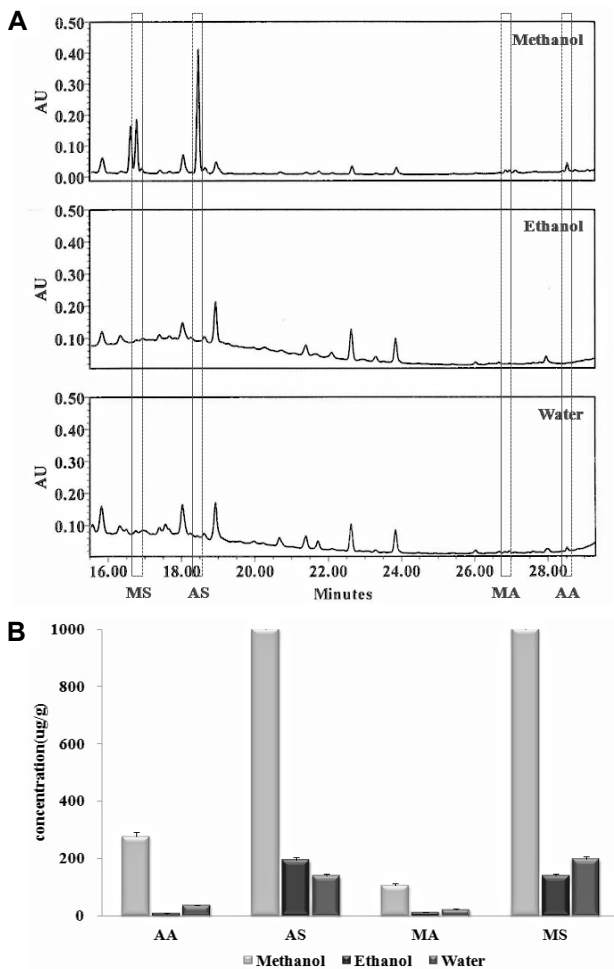 A
0.50
0.40
0.30
0.20
0.10
0.00
AU
Methanol
0.50
0.40
0.30
0.20
0.10
AU
Ethanol
0.50
0.40
0.30
0.20
0.10
AU
Water
16.00 18.00 20.00 22.00 24.00 26.00 28.00
MS AS Minutes MA AA
B
1000
800
600
400
200
0
concentration(ug/g)
AA AS MA MS
Methanol Ethanol Water